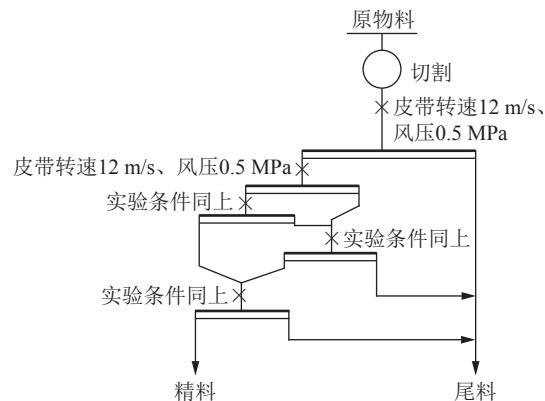 原物料
切割
皮带转速12 m/s、
风压0.5 MPa
皮带转速12 m/s、风压0.5 MPa
实验条件同上
实验条件同上
实验条件同上
精料
尾料